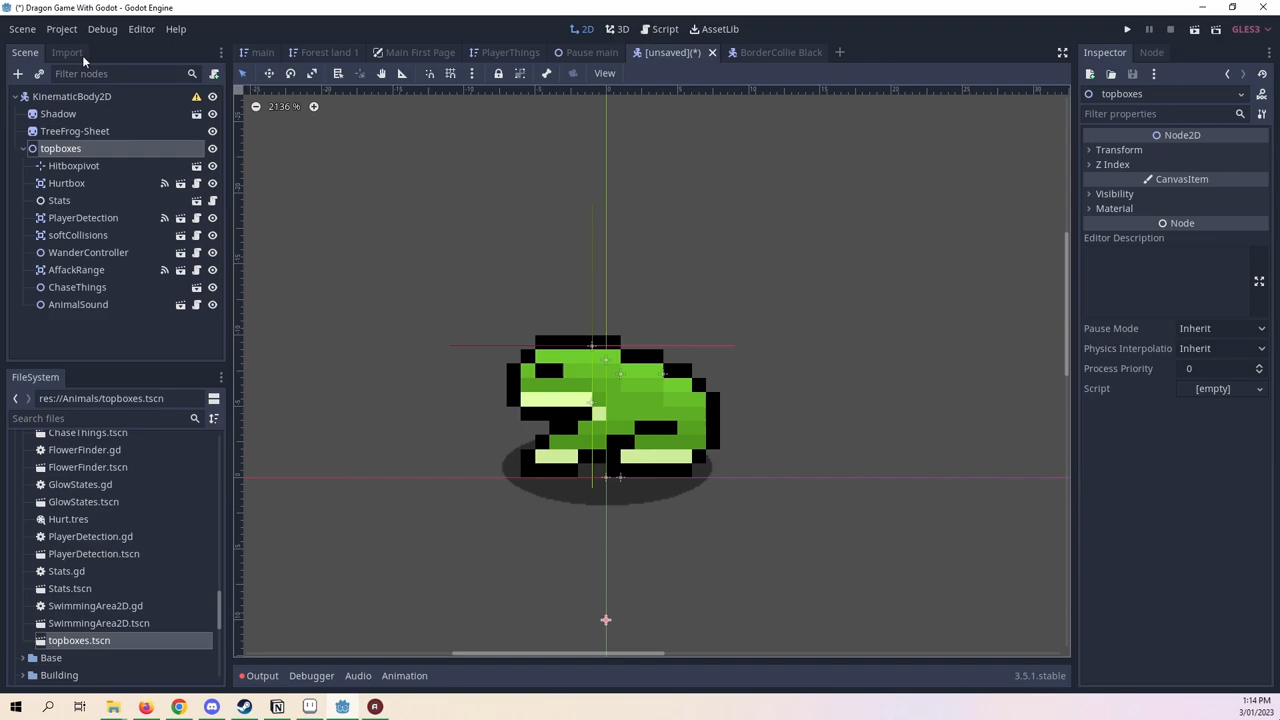 (*) Dragon Game With Godot - Godot Engine
Scene Project Debug Editor Help
2D 3D Script AssetLib
GLES3
Scene Import
main Forest land 1 Main First Page PlayerThings Pause main [unsaved](*) BorderCollie Black
Inspector Node
Filter nodes
View
KinematicBody2D
2136 %
topboxes
Shadow
Filter properties
TreeFrog-Sheet
Node2D
topboxes
Transform
Hitboxpivot
Z Index
Hurtbox
CanvasItem
Stats
Visibility
PlayerDetection
Material
softCollisions
Node
WanderController
Editor Description
AffackRange
ChaseThings
AnimalSound
Pause Mode Inherit
Physics Interpolatio Inherit
Process Priority 0
Script [empty]
FileSystem
res://Animals/topboxes.tscn
Search files
ChaseThings.tscn
FlowerFinder.gd
FlowerFinder.tscn
GlowStates.gd
GlowStates.tscn
Hurt.tres
PlayerDetection.gd
PlayerDetection.tscn
Stats.gd
Stats.tscn
SwimmingArea2D.gd
SwimmingArea2D.tscn
topboxes.tscn
Base
Building
Output Debugger Audio Animation
3.5.1.stable
1:14 PM
3/01/2023